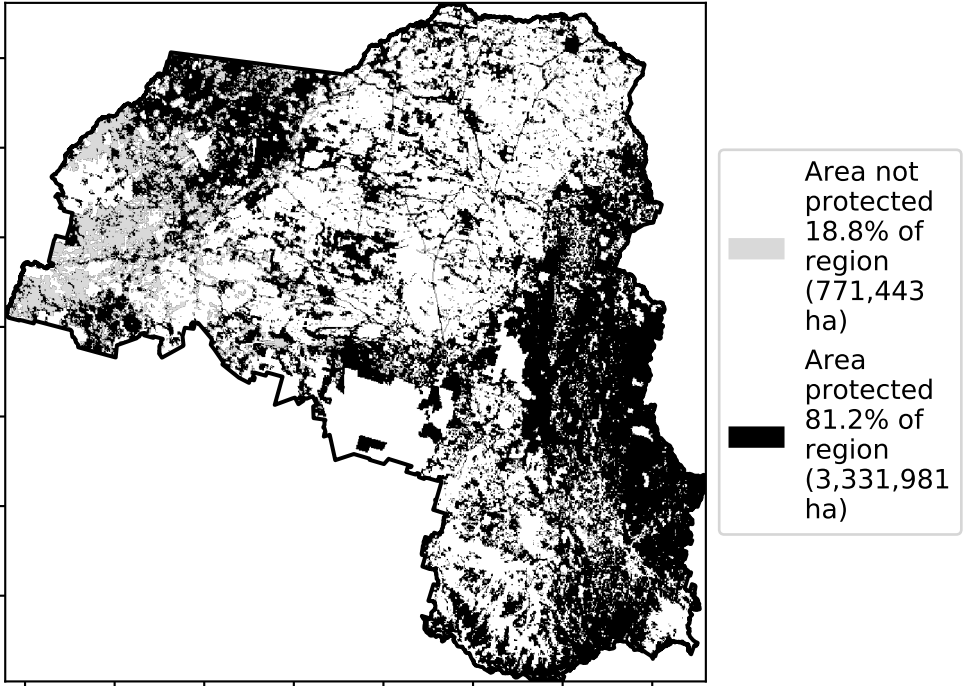 Area not
protected
18.8% of
region
(771,443
ha)
Area
protected
81.2% of
region
(3,331,981
ha)